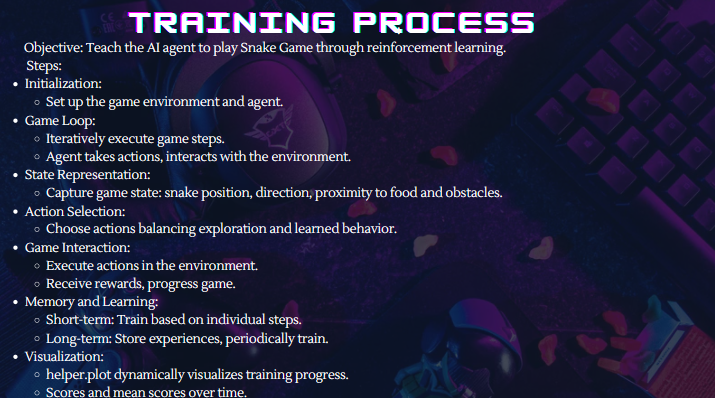 TRAINING PROCESS
Objective: Teach the AI agent to play Snake Game through reinforcement learning.
Steps:
• Initialization:
○ Set up the game environment and agent.
• Game Loop:
○ Iteratively execute game steps.
○ Agent takes actions, interacts with the environment.
• State Representation:
○ Capture game state: snake position, direction, proximity to food and obstacles.
• Action Selection:
○ Choose actions balancing exploration and learned behavior.
• Game Interaction:
○ Execute actions in the environment.
○ Receive rewards, progress game.
• Memory and Learning:
○ Short-term: Train based on individual steps.
○ Long-term: Store experiences, periodically train.
• Visualization:
○ helper.plot dynamically visualizes training progress.
○ Scores and mean scores over time.